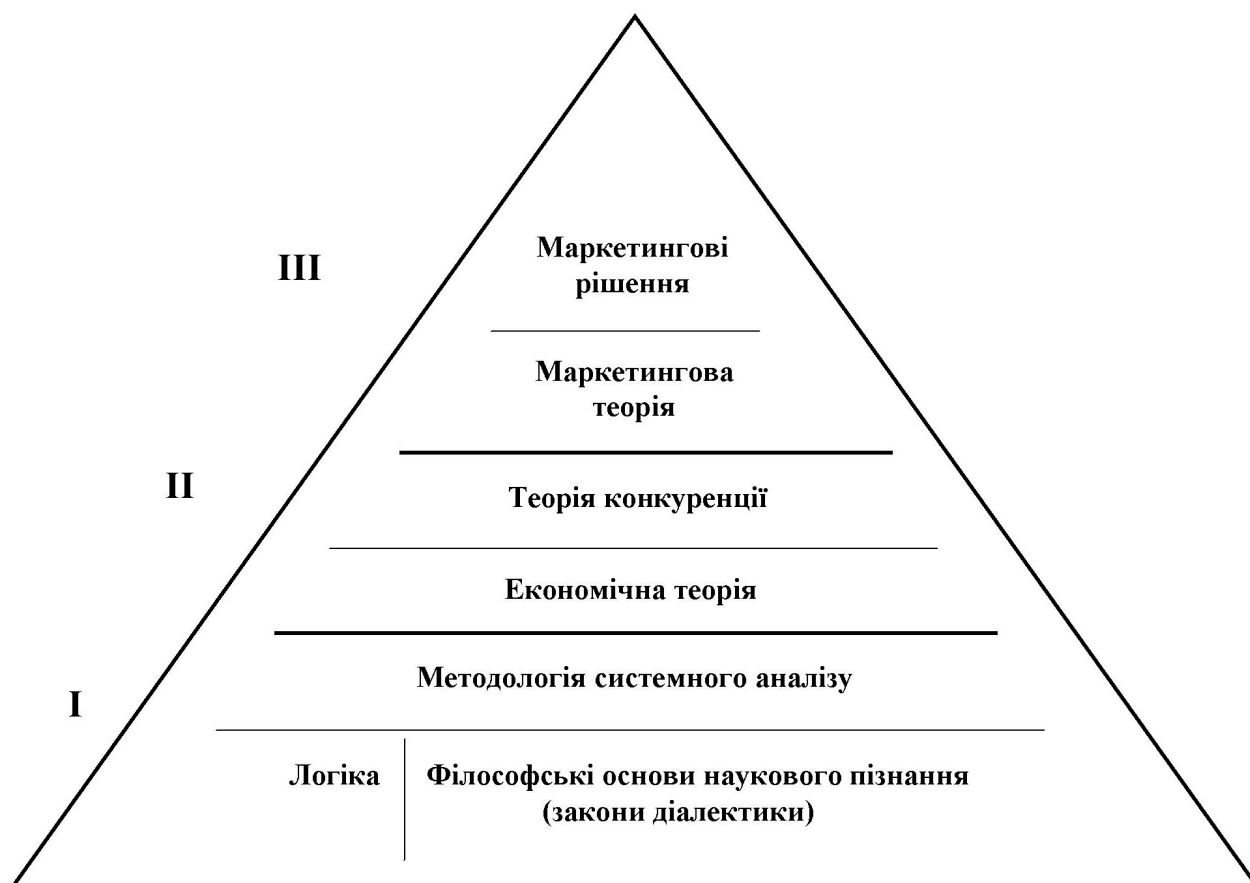 III
Маркетингові
рішення
Маркетингова
теорія
II
Теорія конкуренції
Економічна теорія
I
Методологія системного аналізу
Логіка
Філософські основи наукового пізнання
(закони діалектики)